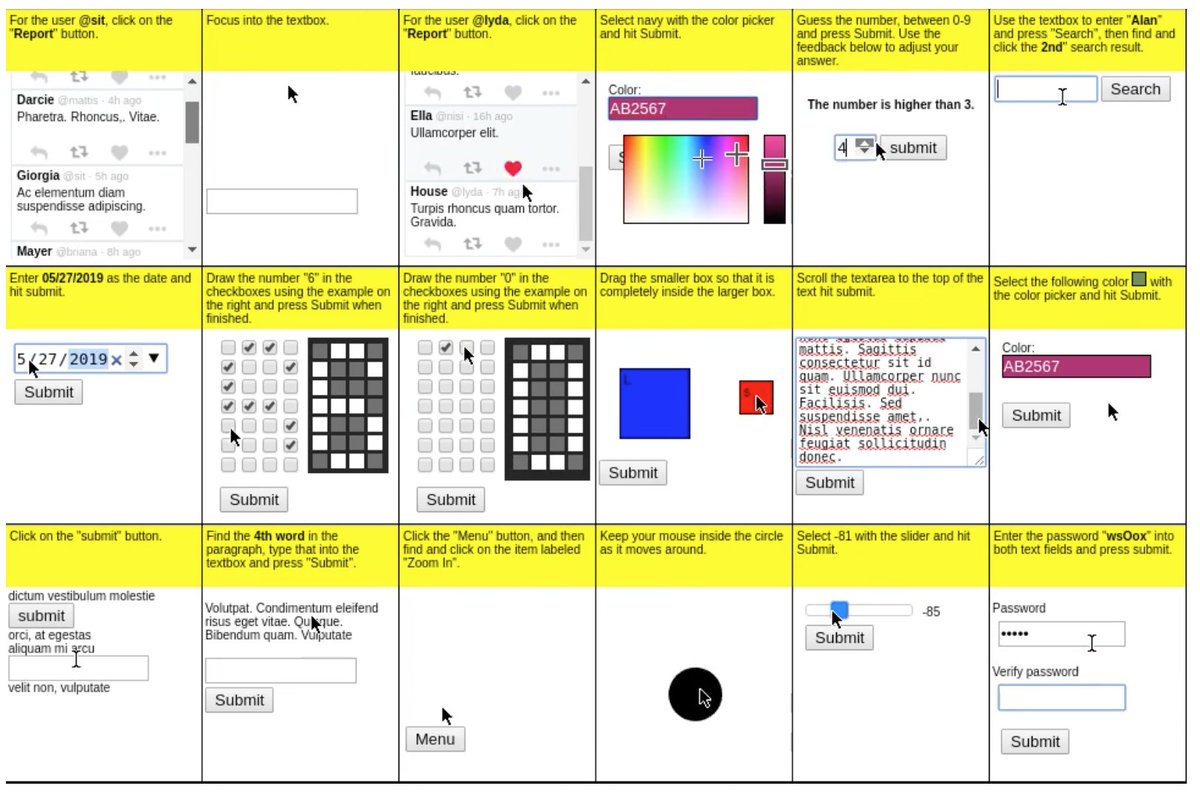 For the user @sit, click on the
"Report" button.
Darcie @mattis · 4h ago
Pharetra. Rhoncus,. Vitae.
Giorgia @sit · 5h ago
Ac elementum diam
suspendisse adipiscing.
Mayer @briana · 8h ago
Focus into the textbox.
For the user @lyda, click on the
"Report" button.
faucibus.
Ella @nisi · 16h ago
Ullamcorper elit.
House @lyda · 7h ago
Turpis rhoncus quam tortor.
Gravida.
Select navy with the color picker
and hit Submit.
Color:
AB2567
S
Guess the number, between 0-9
and press Submit. Use the
feedback below to adjust your
answer.
The number is higher than 3.
4
submit
Use the textbox to enter "Alan"
and press "Search", then find and
click the 2nd" search result.
Search
Enter 05/27/2019 as the date and
hit submit.
5/27/2019
Submit
Draw the number "6" in the
checkboxes using the example on
the right and press Submit when
finished.
Submit
Draw the number "0" in the
checkboxes using the example on
the right and press Submit when
finished.
Submit
Drag the smaller box so that it is
completely inside the larger box.
L
s
Submit
Scroll the textarea to the top of the
text hit submit.
mattis. Sagittis
consectetur sit id
quam. Ullamcorper nunc
sit euismod dui.
Facilisis. Sed
suspendisse amet,.
Nisl venenatis ornare
feugiat sollicitudin
donec.
Submit
Select the following color with
the color picker and hit Submit.
Color:
AB2567
Submit
Click on the "submit" button.
dictum vestibulum molestie
submit
orci, at egestas
aliquam mi arcu
velit non, vulputate
Find the 4th word in the
paragraph, type that into the
textbox and press "Submit".
Volutpat. Condimentum eleifend
risus eget vitae. Quisque.
Bibendum quam. Vulputate
Submit
Click the "Menu" button, and then
find and click on the item labeled
"Zoom In".
Menu
Keep your mouse inside the circle
as it moves around.
Select -81 with the slider and hit
Submit.
-85
Submit
Enter the password "wsOox" into
both text fields and press submit.
Password
•••••
Verify password
Submit